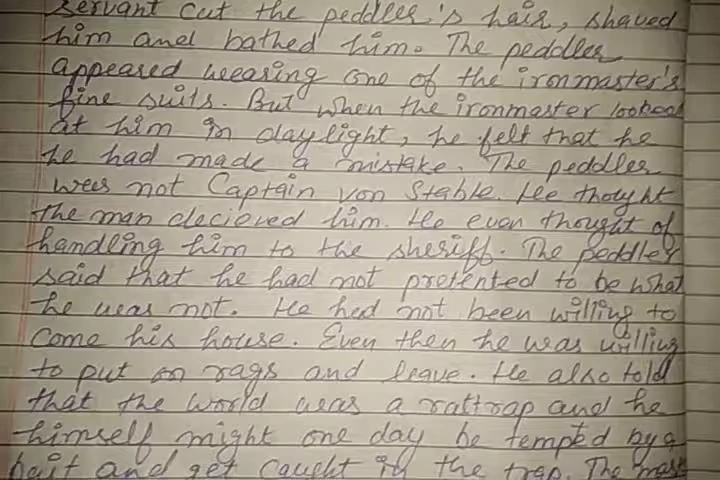 servant cut the peddler's hair, shaved
him and bathed him. The peddler
appeared wearing one of the ironmaster's
fine suits. But when the ironmaster looked
at him in daylight, he felt that he
he had made a mistake. The peddler
was not Captain von Stahle. He thought
the man decieved him. He even thought of
handling him to the sheriff. The peddler
said that he had not pretented to be what
he was not. He had not been willing to
come his house. Even then he was willing
to put on rags and leave. He also told
that the world was a rattrap and he
himself might one day be tempted by a
bait and get caught in the trap. The